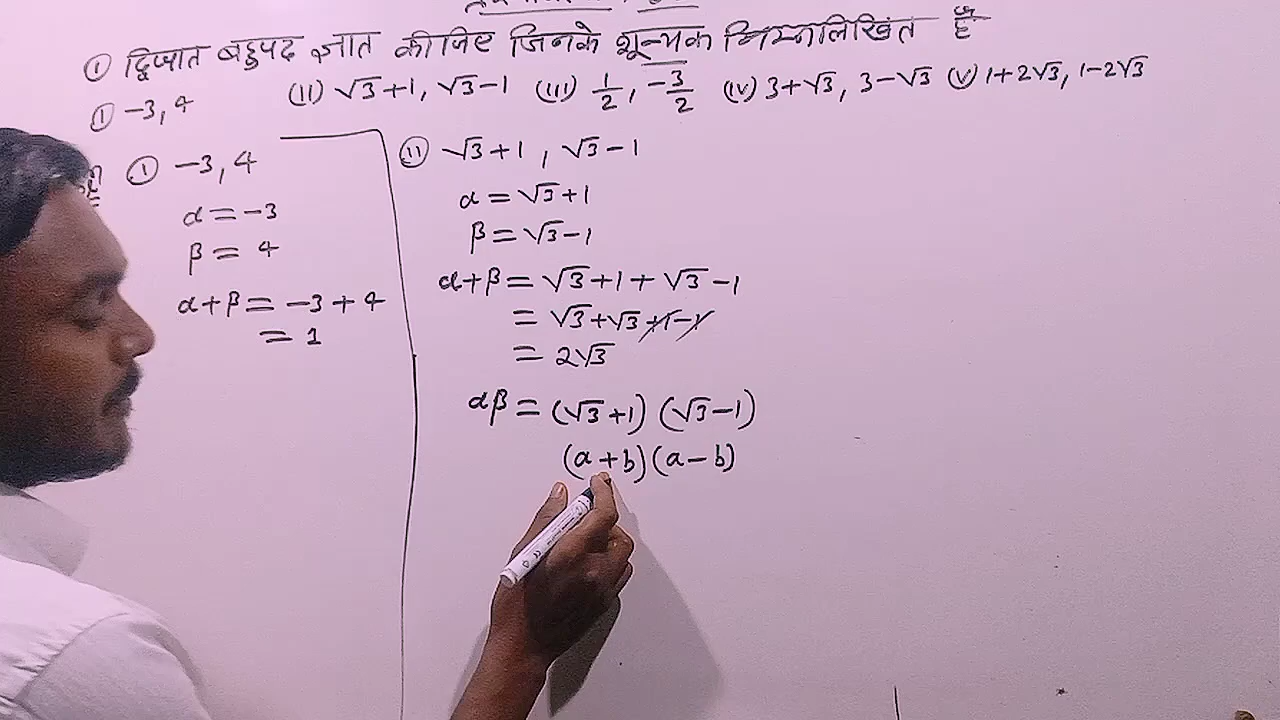 ① द्विघात बहुपद ज्ञात कीजिए जिनके शून्यक निम्नलिखित हैं
① -3, 4 (II) √3+1, √3-1 (III) 1/2, -3/2 (IV) 3+√3, 3-√3 (V) 1+2√3, 1-2√3
① -3, 4
α = -3
β = 4
α+β = -3+4
= 1
(II) √3+1, √3-1
α = √3+1
β = √3-1
α+β = √3+1+√3-1
= √3+√3+1-1
= 2√3
αβ = (√3+1)(√3-1)
(a+b)(a-b)